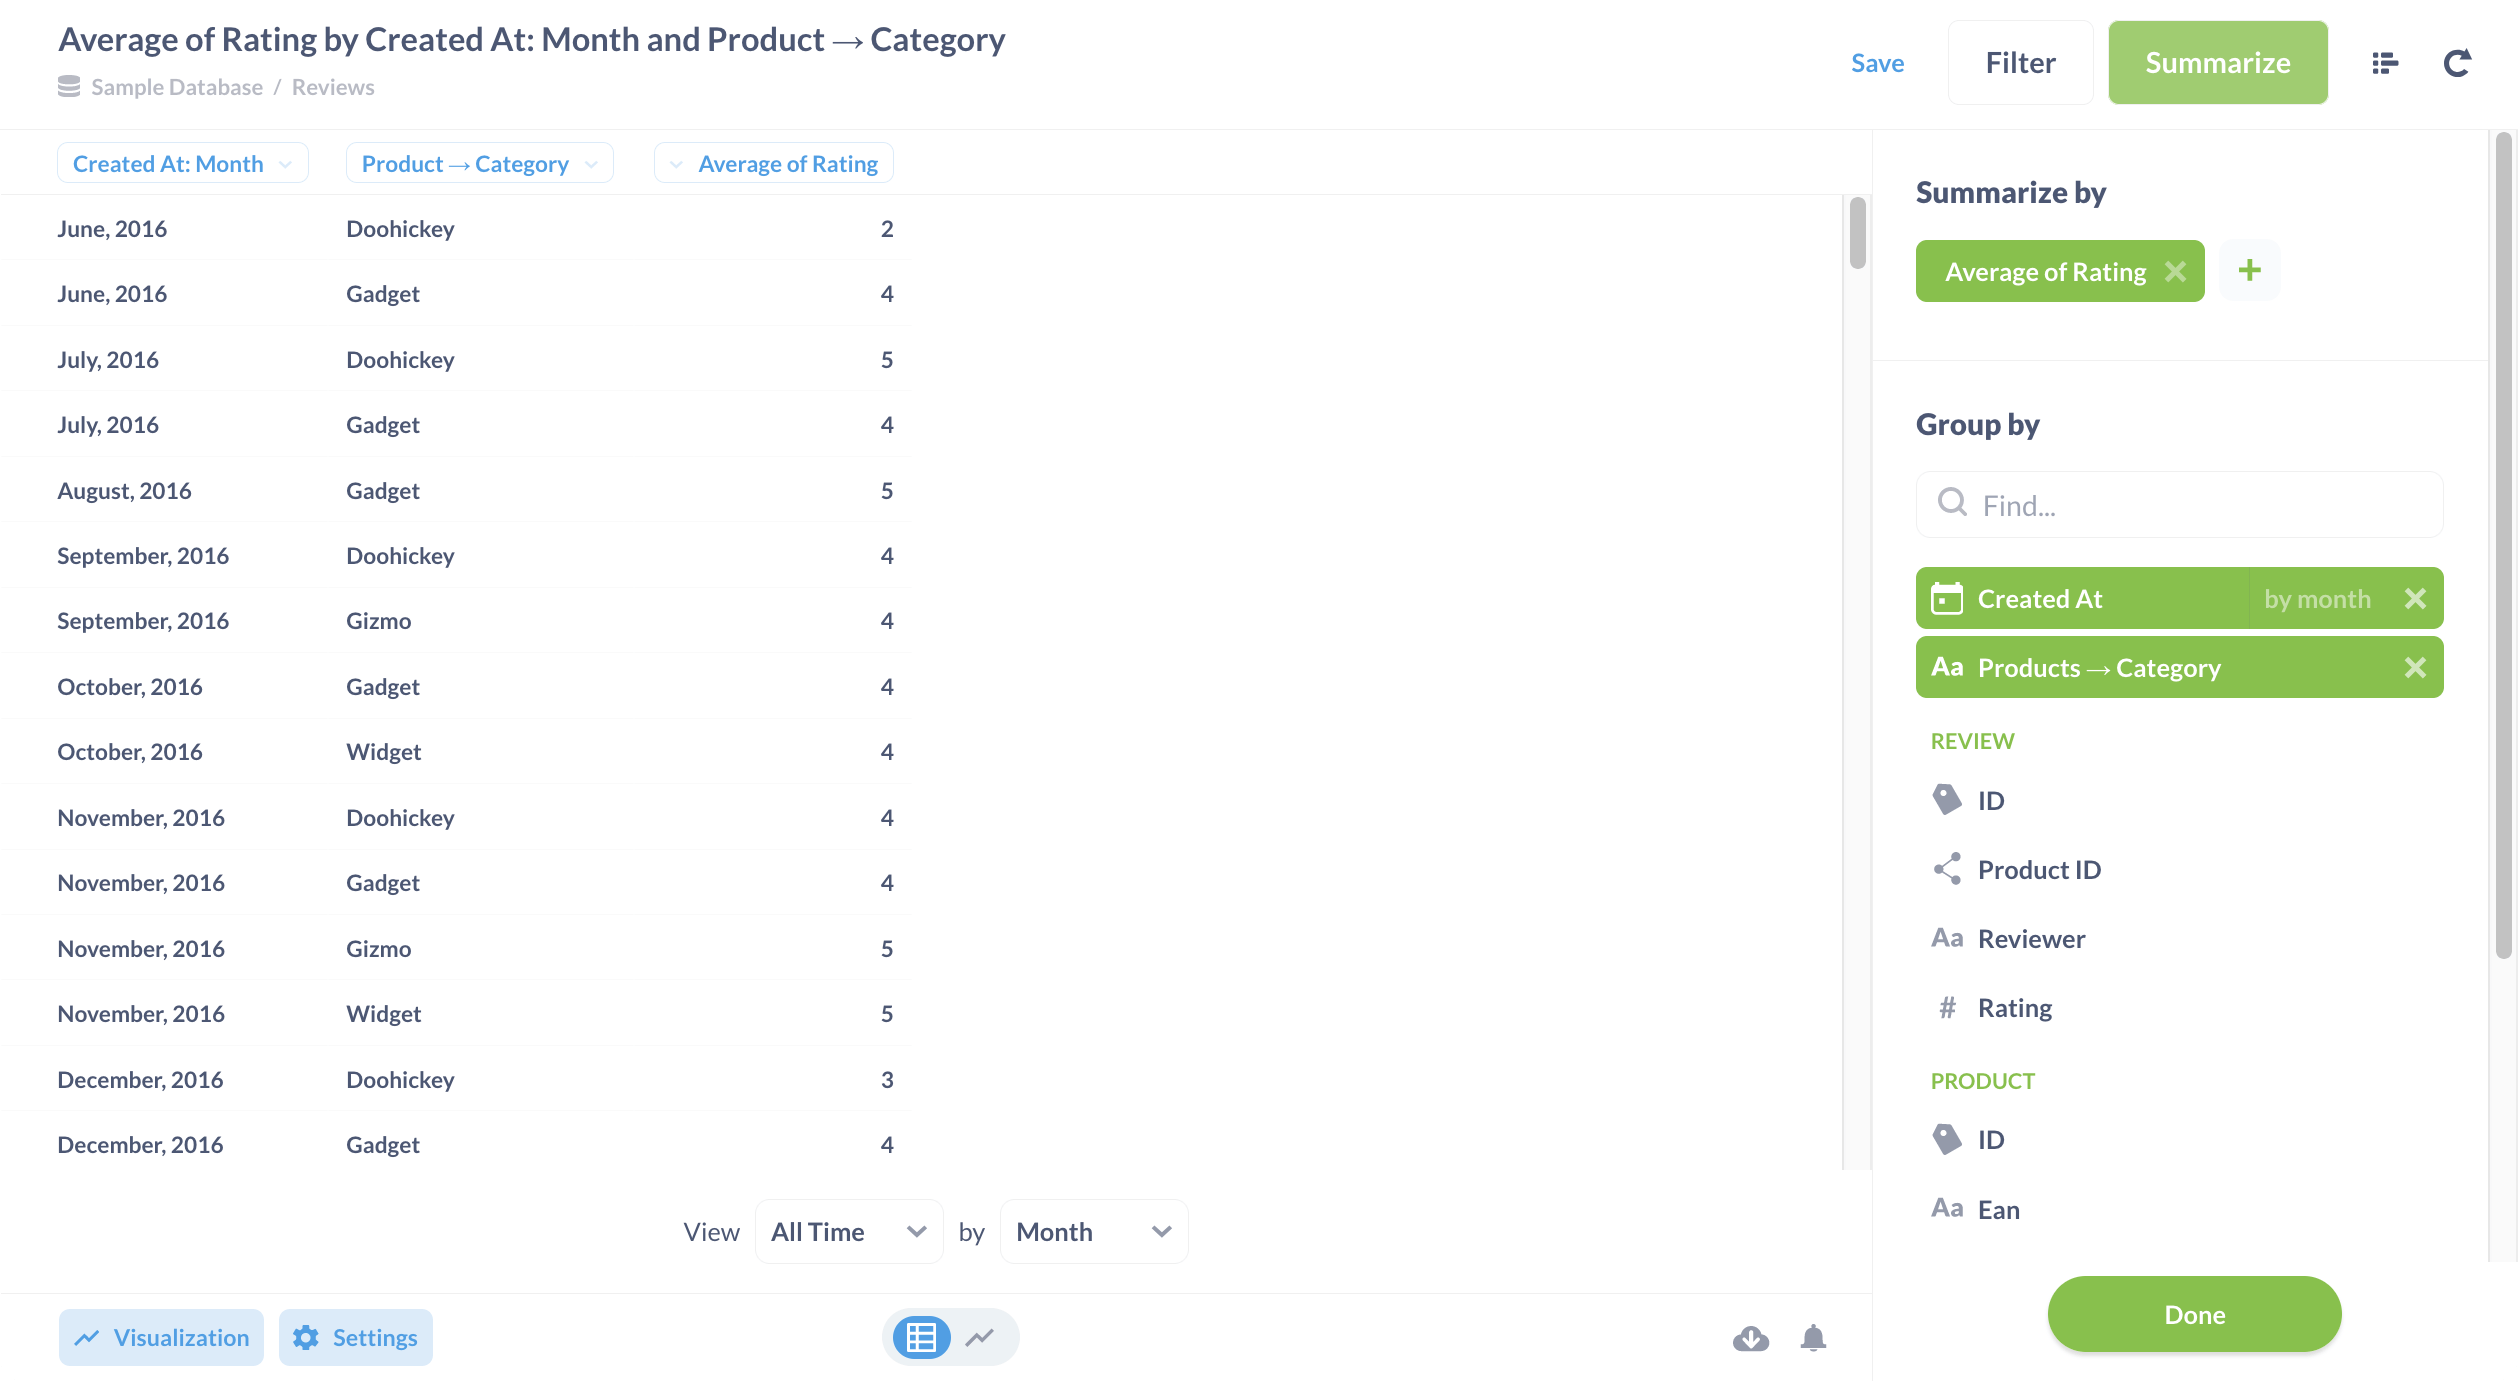 Average of Rating by Created At: Month and Product → Category
Sample Database / Reviews
Save
Filter
Summarize
Created At: Month
Product → Category
Average of Rating
June, 2016 Doohickey 2
June, 2016 Gadget 4
July, 2016 Doohickey 5
July, 2016 Gadget 4
August, 2016 Gadget 5
September, 2016 Doohickey 4
September, 2016 Gizmo 4
October, 2016 Gadget 4
October, 2016 Widget 4
November, 2016 Doohickey 4
November, 2016 Gadget 4
November, 2016 Gizmo 5
November, 2016 Widget 5
December, 2016 Doohickey 3
December, 2016 Gadget 4
View All Time by Month
Visualization
Settings
Summarize by
Average of Rating
Group by
Find...
Created At by month
Aa Products → Category
REVIEW
ID
Product ID
Aa Reviewer
# Rating
PRODUCT
ID
Aa Ean
Done